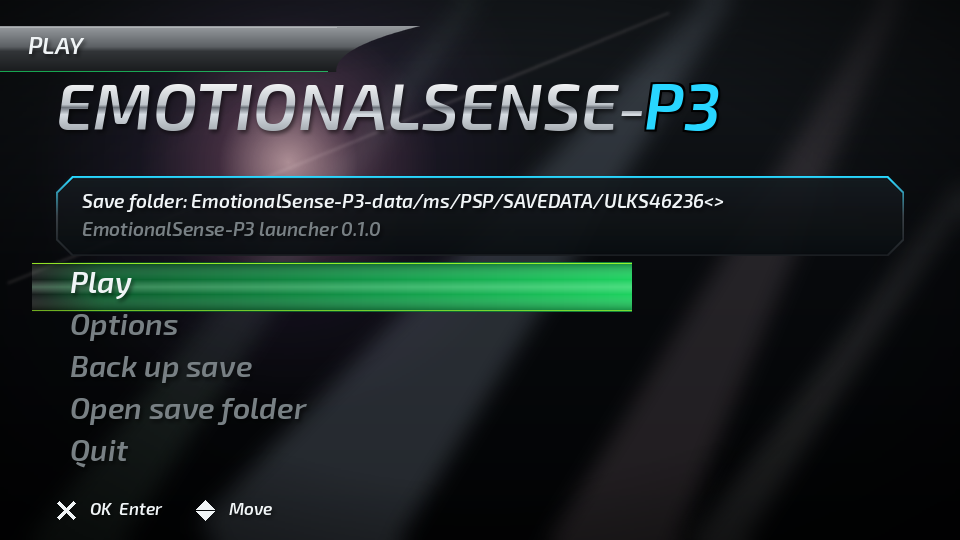 PLAY
EMOTIONALSENSE-P3
Save folder: EmotionalSense-P3-data/ms/PSP/SAVEDATA/ULKS46236<>
EmotionalSense-P3 launcher 0.1.0
Play
Options
Back up save
Open save folder
Quit
OK Enter Move